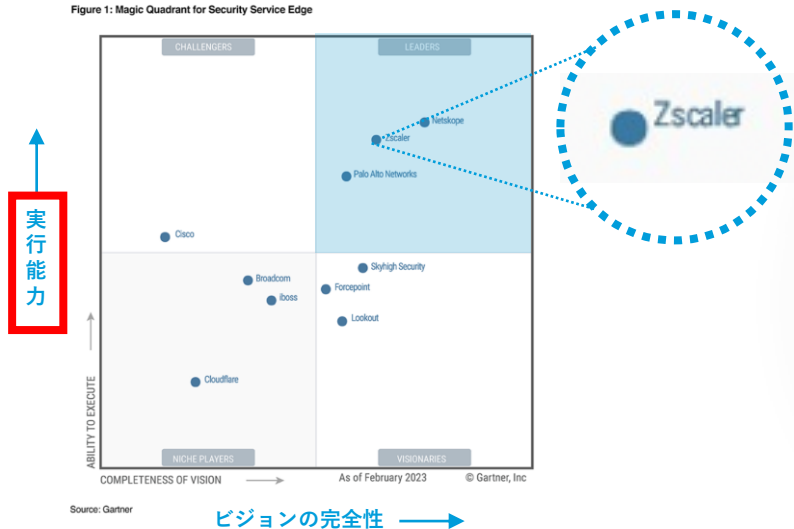 Figure 1: Magic Quadrant for Security Service Edge
CHALLENGERS
LEADERS
Netskope
Zscaler
Palo Alto Networks
Zscaler
Cisco
Skyhigh Security
Broadcom
Forcepoint
iboss
Lookout
Cloudflare
実行能力
ABILITY TO EXECUTE
NICHE PLAYERS
VISIONARIES
COMPLETENESS OF VISION
As of February 2023
© Gartner, Inc
Source: Gartner
ビジョンの完全性